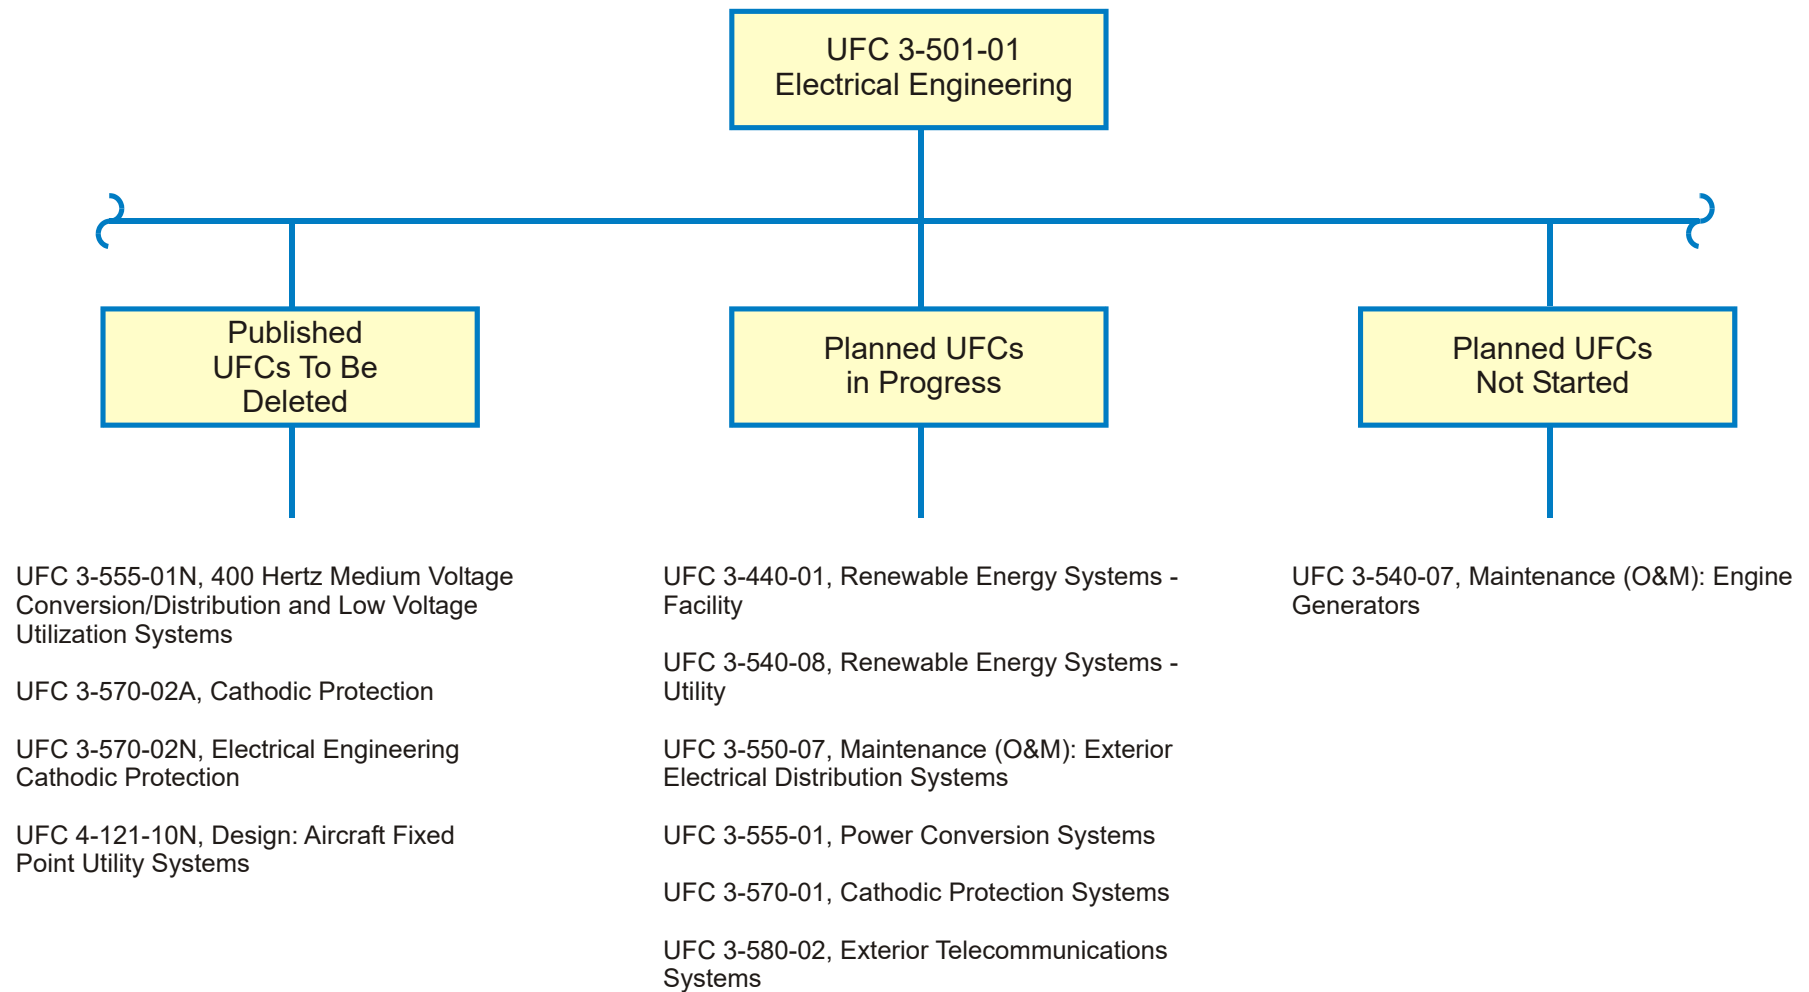 UFC 3-501-01
Electrical Engineering
Published
UFCs To Be
Deleted
Planned UFCs
in Progress
Planned UFCs
Not Started
UFC 3-555-01N, 400 Hertz Medium Voltage
Conversion/Distribution and Low Voltage
Utilization Systems
UFC 3-570-02A, Cathodic Protection
UFC 3-570-02N, Electrical Engineering
Cathodic Protection
UFC 4-121-10N, Design: Aircraft Fixed
Point Utility Systems
UFC 3-440-01, Renewable Energy Systems -
Facility
UFC 3-540-08, Renewable Energy Systems -
Utility
UFC 3-550-07, Maintenance (O&M): Exterior
Electrical Distribution Systems
UFC 3-555-01, Power Conversion Systems
UFC 3-570-01, Cathodic Protection Systems
UFC 3-580-02, Exterior Telecommunications
Systems
UFC 3-540-07, Maintenance (O&M): Engine
Generators